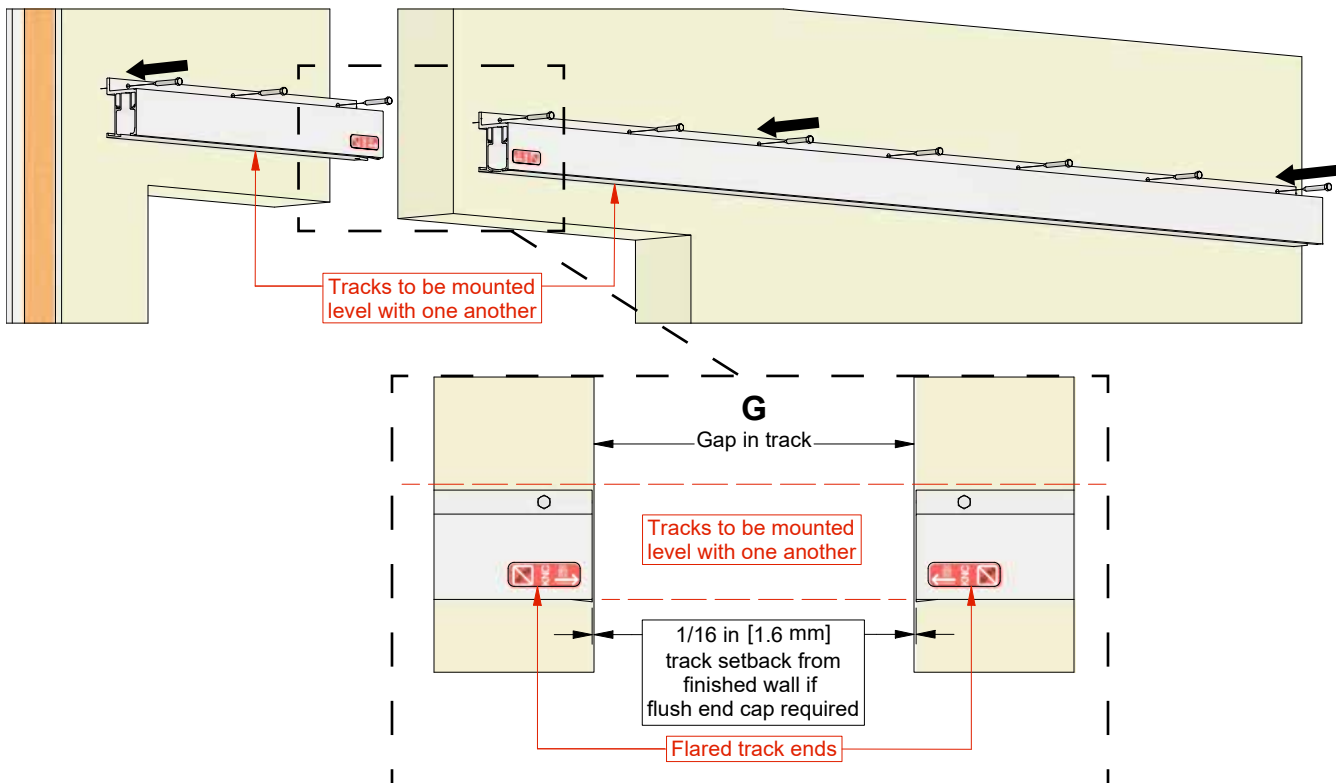 Tracks to be mounted
level with one another
G
Gap in track
Tracks to be mounted
level with one another
1/16 in [1.6 mm]
track setback from
finished wall if
flush end cap required
Flared track ends